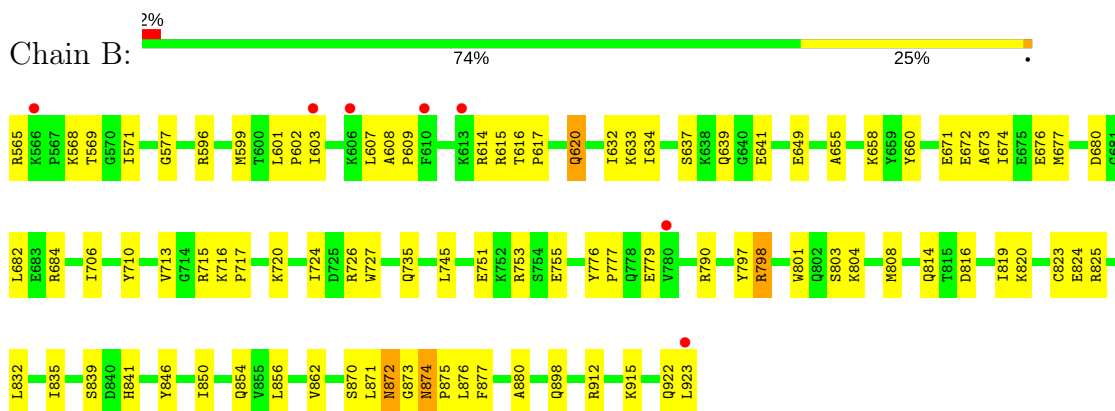 2%
Chain B:
74% 25% •
R565 K566 P567 K568 T569 G570 I571 G577 R596 M599 T600 L601 P602 I603 K606 L607 A608 P609 F610 K613 R614 R615 T616 P617 Q620 I632 K633 I634 S637 K638 Q639 G640 E641 E649 A655 K658 Y659 Y660 E671 E672 A673 I674 E675 E676 M677 D680 G681
L682 E683 R684 I706 Y710 V713 G714 R715 K716 P717 K720 I724 D725 R726 W727 Q735 L745 E751 K752 R753 S754 E755 Y776 P777 Q778 E779 V780 R790 Y797 R798 W801 Q802 S803 K804 M808 Q814 T815 D816 I819 K820 C823 E824 R825
L832 I835 S839 D840 H841 Y846 I850 Q854 V855 L856 V862 S870 L871 N872 G873 N874 P875 L876 F877 A880 Q898 R912 K915 Q922 L923